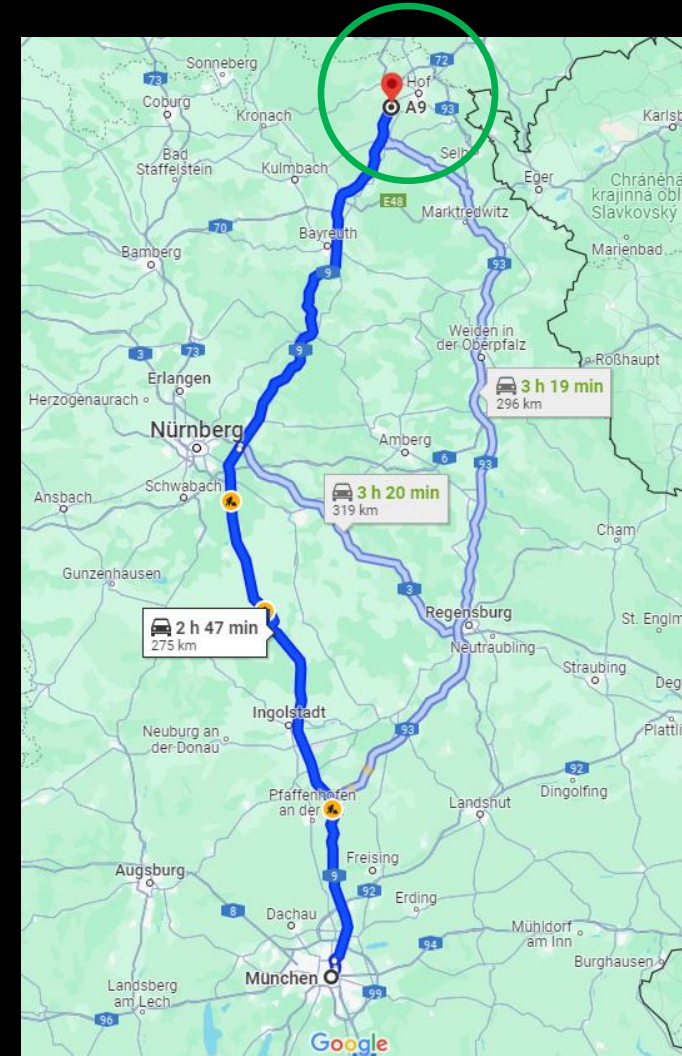 Sonneberg
72
73
Hof
Coburg
A9
93
Kronach
Karlsb
Bad
Staffelstein
Selb
Kulmbach
Eger
Chráněná
krajinná obl
Slavkovský
E48
Marktredwitz
70
Bayreuth
Bamberg
Marienbad
9
93
Weiden in
der Oberpfalz
3
73
9
Roßhaupt
Erlangen
3 h 19 min
296 km
Herzogenaurach
Nürnberg
Amberg
6
93
Schwabach
3 h 20 min
319 km
Ansbach
Cham
Gunzenhausen
3
Regensburg
St. Englm
2 h 47 min
275 km
Neutraubling
Straubing
Deg
Ingolstadt
Neuburg an
der Donau
93
Plattli
92
Pfaffenhofen
an der
Dingolfing
Landshut
Freising
Augsburg
9
92
Erding
8
Dachau
Mühldorf
am Inn
94
Burghausen
München
Landsberg
am Lech
99
96
Google